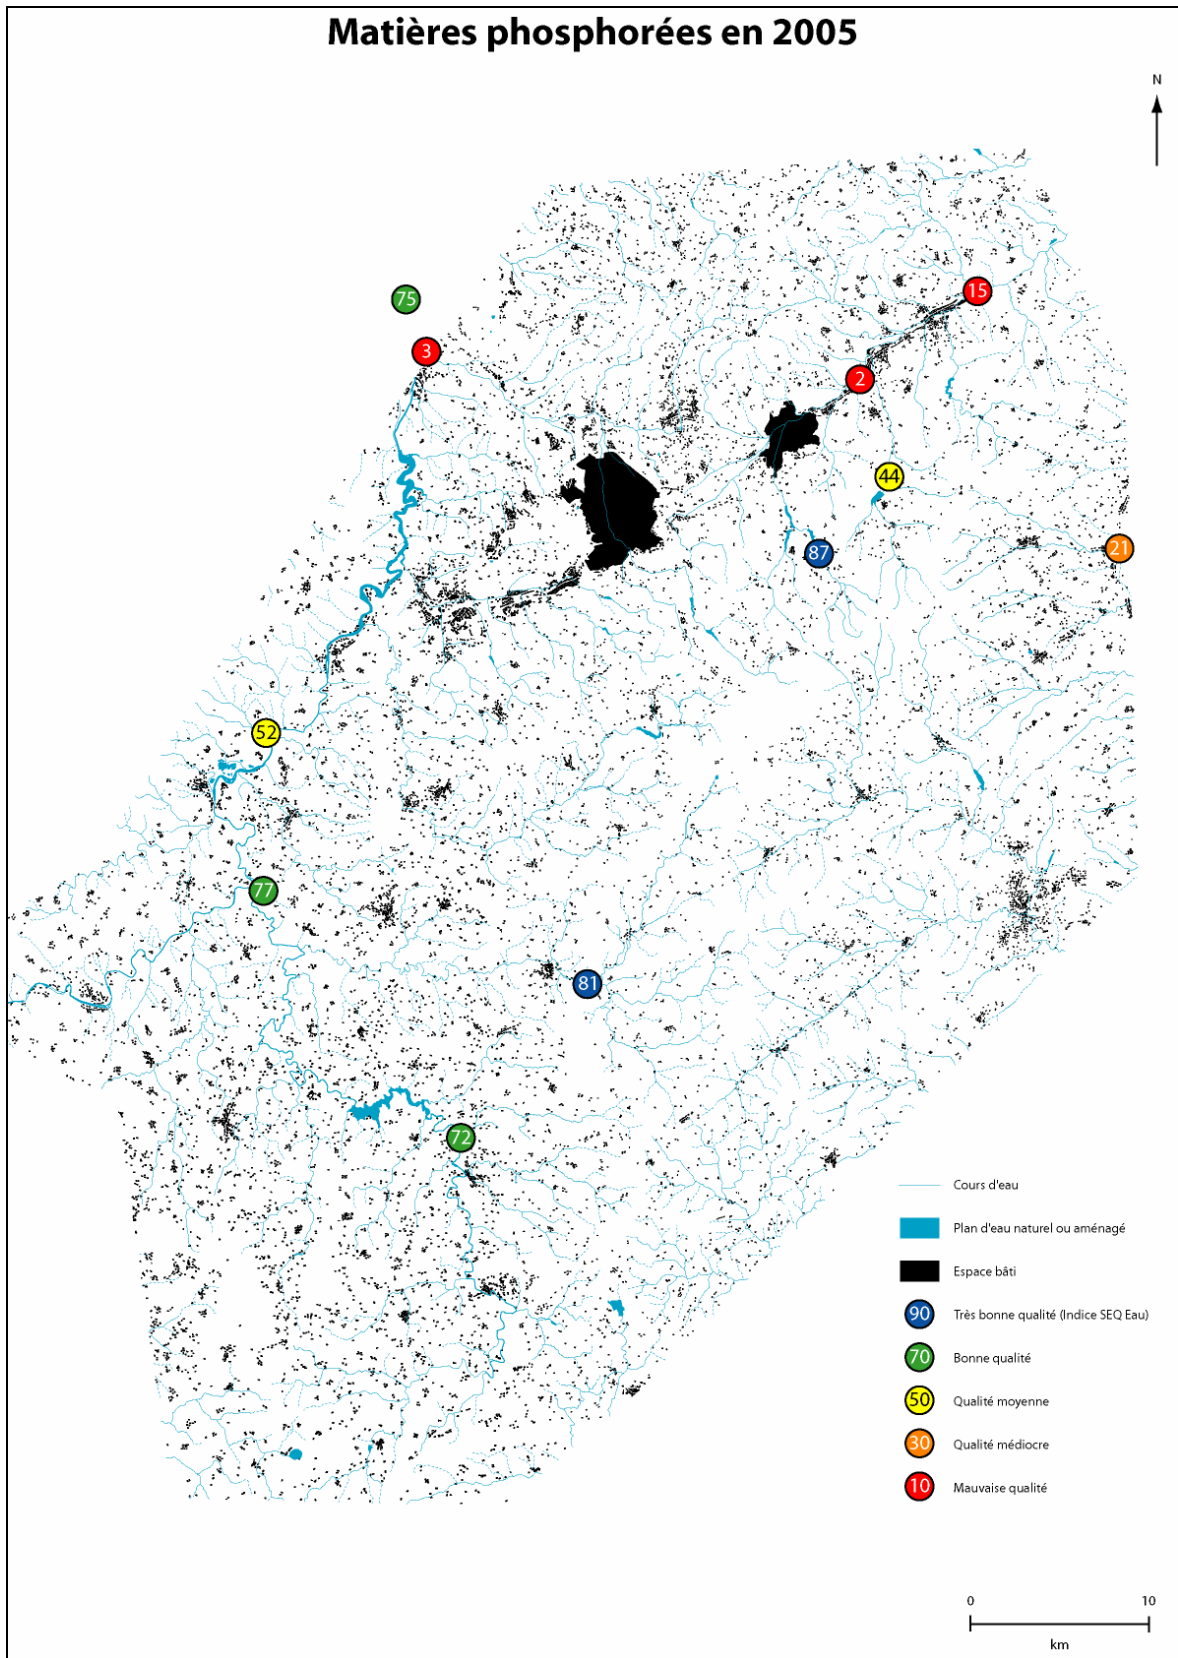 Matières phosphorées en 2005
N
15
75
3
2
44
21
87
52
77
81
72
Cours d'eau
Plan d'eau naturel ou aménagé
Espace bâti
90 Très bonne qualité (Indice SEQ Eau)
70 Bonne qualité
50 Qualité moyenne
30 Qualité médiocre
10 Mauvaise qualité
0 10
km